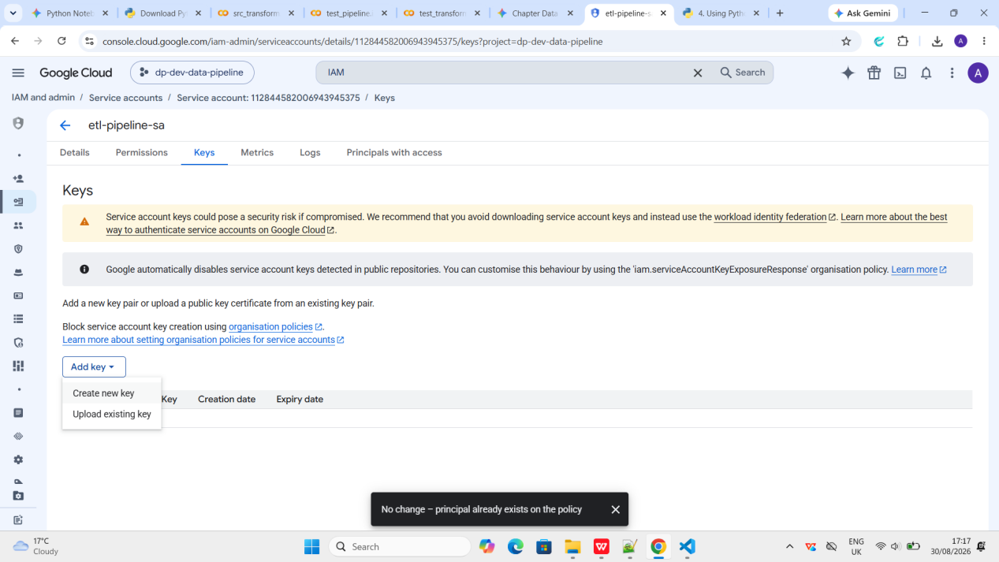 Python Noteb
Download Py
src_transform
test_pipeline.
test_transform
Chapter Data
etl-pipeline-s
4. Using Pyth
Ask Gemini
console.cloud.google.com/iam-admin/serviceaccounts/details/112844582006943945375/keys?project=dp-dev-data-pipeline
A
Google Cloud
dp-dev-data-pipeline
IAM
Search
A
IAM and admin / Service accounts / Service account: 112844582006943945375 / Keys
etl-pipeline-sa
Details Permissions Keys Metrics Logs Principals with access
Keys
Service account keys could pose a security risk if compromised. We recommend that you avoid downloading service account keys and instead use the workload identity federation. Learn more about the best
way to authenticate service accounts on Google Cloud.
Google automatically disables service account keys detected in public repositories. You can customise this behaviour by using the 'iam.serviceAccountKeyExposureResponse' organisation policy. Learn more
Add a new key pair or upload a public key certificate from an existing key pair.
Block service account key creation using organisation policies.
Learn more about setting organisation policies for service accounts
Add key
Create new key
Upload existing key
Key Creation date Expiry date
No change – principal already exists on the policy
17°C
Cloudy
Search
ENG
UK
17:17
30/08/2026